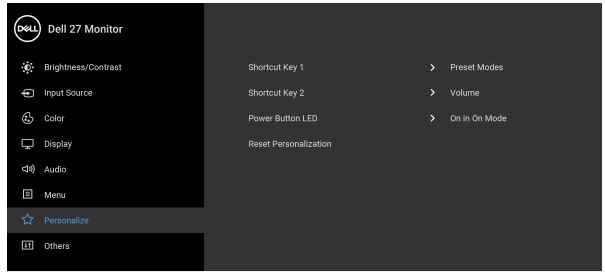 DELL Dell 27 Monitor
Brightness/Contrast
Input Source
Color
Display
Audio
Menu
Personalize
Others
Shortcut Key 1 > Preset Modes
Shortcut Key 2 > Volume
Power Button LED > On in On Mode
Reset Personalization